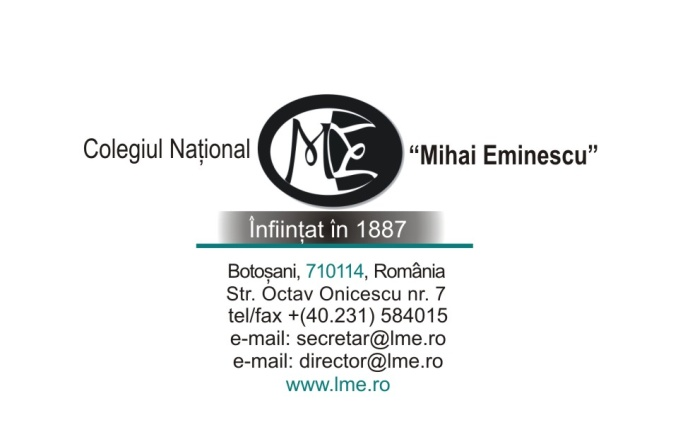 Colegiul Național ME “Mihai Eminescu”
Înființat în 1887
Botoșani, 710114, România
Str. Octav Onicescu nr. 7
tel/fax +(40.231) 584015
e-mail: secretar@lme.ro
e-mail: director@lme.ro
www.lme.ro